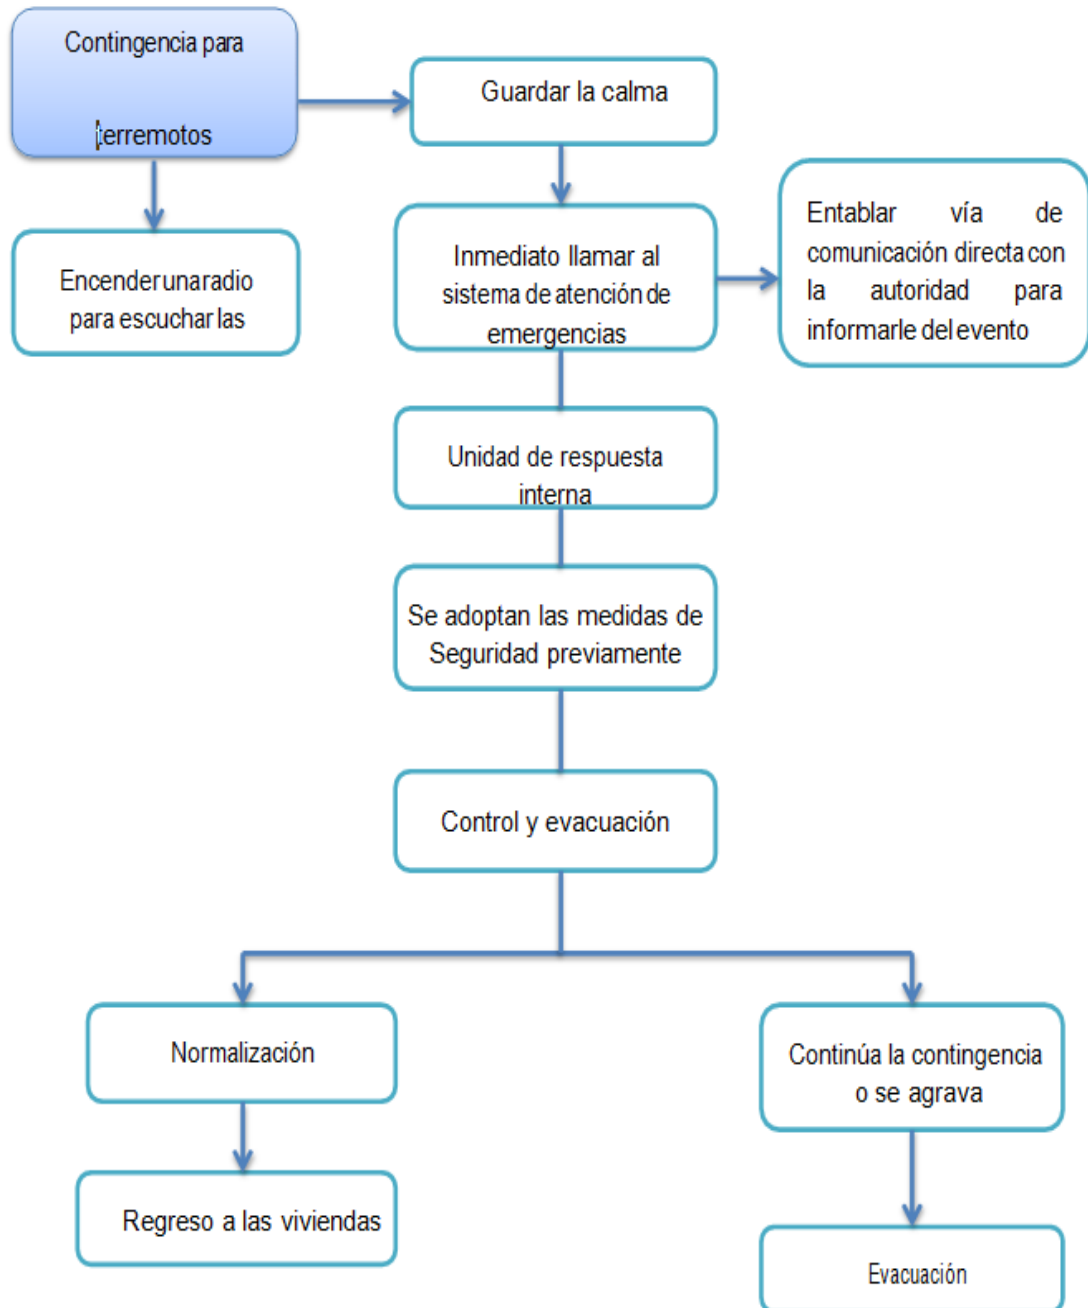 Contingencia para
terremotos
Guardar la calma
Encender una radio
para escuchar las
Inmediato llamar al
sistema de atención de
emergencias
Entablar vía de
comunicación directa con
la autoridad para
informarle del evento
Unidad de respuesta
interna
Se adoptan las medidas de
Seguridad previamente
Control y evacuación
Normalización
Continúa la contingencia
o se agrava
Regreso a las viviendas
Evacuación